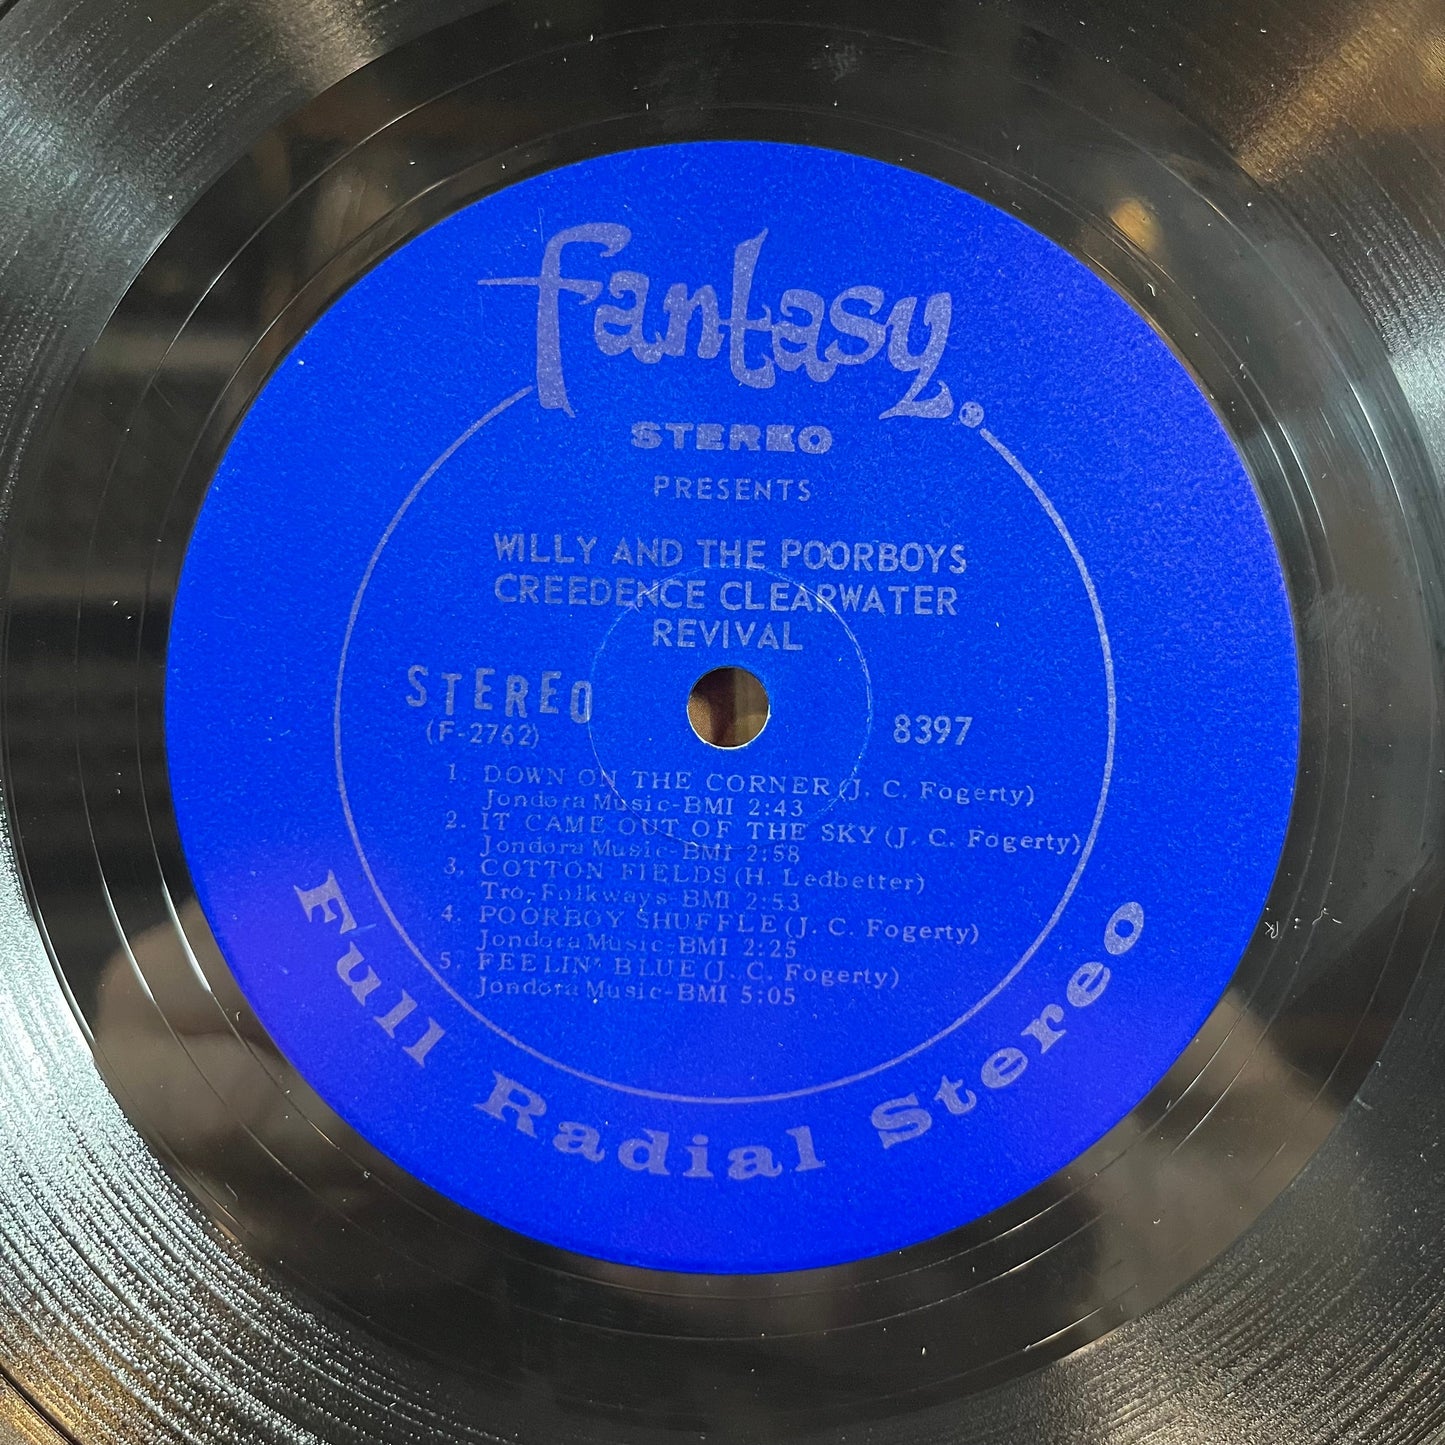 fantasy.
STEREO
PRESENTS
WILLY AND THE POORBOYS
CREEDENCE CLEARWATER
REVIVAL
STEREO
(F-2762)
8397
1. DOWN ON THE CORNER (J. C. Fogerty)
Jondora Music-BMI 2:43
2. IT CAME OUT OF THE SKY (J. C. Fogerty)
Jondora Music-BMI 2:58
3. COTTON FIELDS (H. Ledbetter)
Tro, Folkways-BMI 2:53
4. POORBOY SHUFFLE (J. C. Fogerty)
Jondora Music-BMI 2:25
5. FEELIN' BLUE (J. C. Fogerty)
Jondora Music-BMI 5:05
Full Radial Stereo